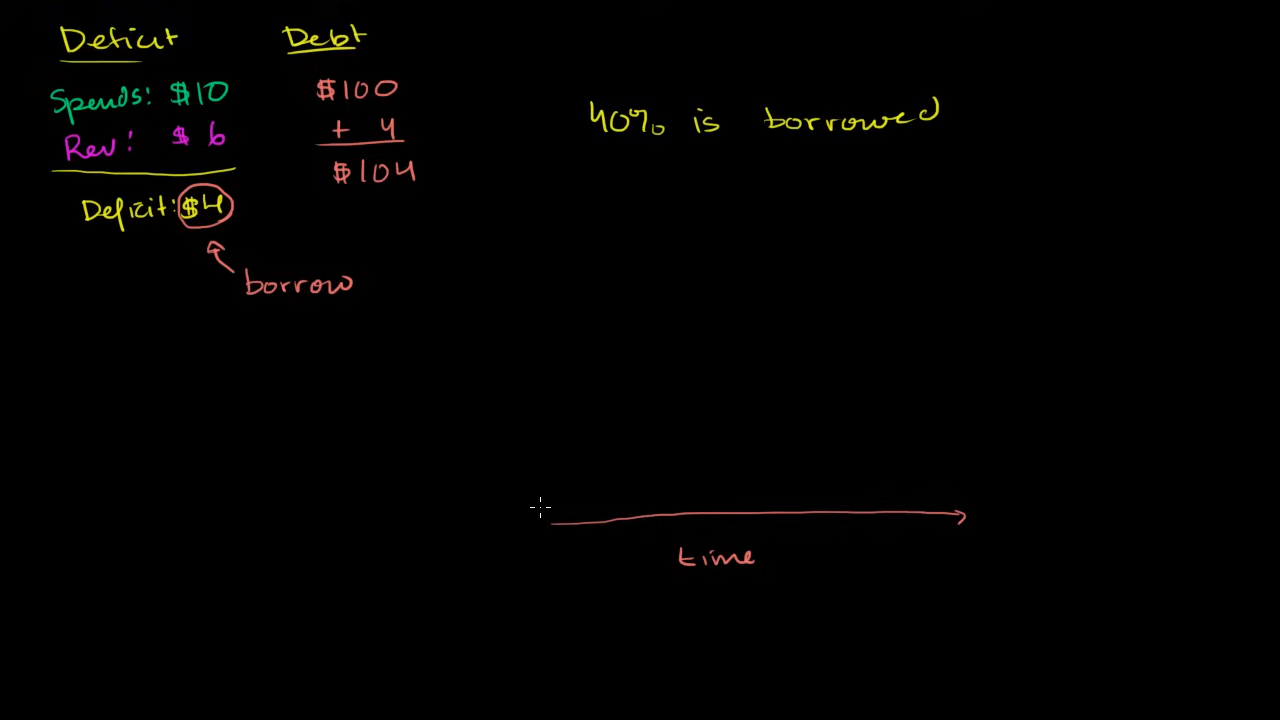 Deficit
Spends: $10
Rev: $ 6
Deficit: $4
borrow
Debt
$100
+ 4
$104
40% is borrowed
time